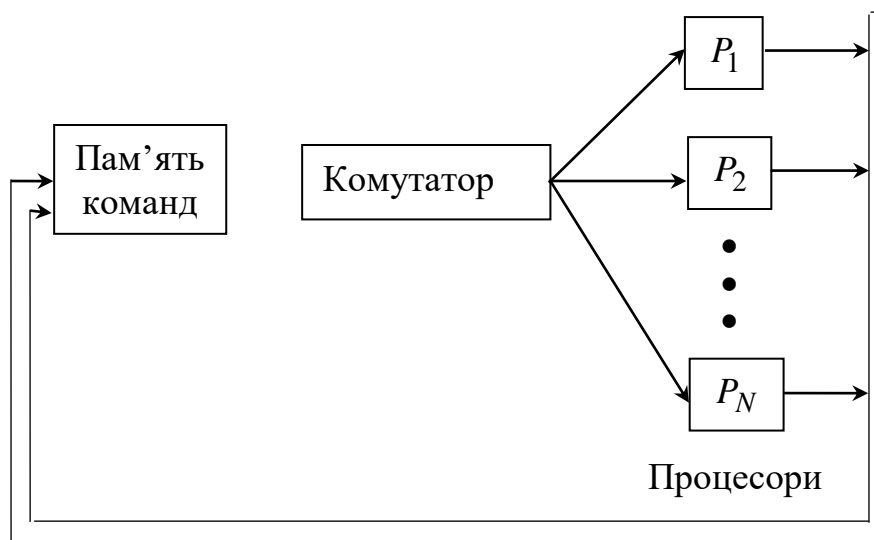 P1
Пам’ять
команд
Комутатор
P2
PN
Процесори